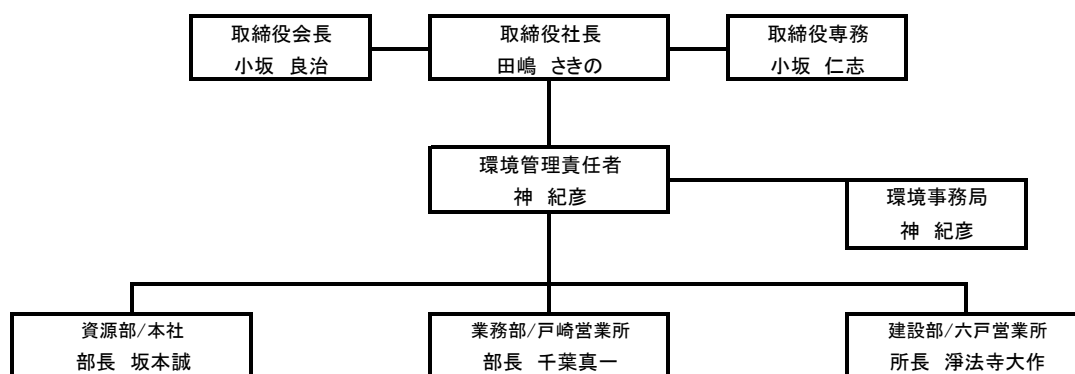 取締役会長
小坂 良治
取締役社長
田嶋 さきの
取締役専務
小坂 仁志
環境管理責任者
神 紀彦
環境事務局
神 紀彦
資源部/本社
部長 坂本誠
業務部/戸崎営業所
部長 千葉真一
建設部/六戸営業所
所長 淨法寺大作